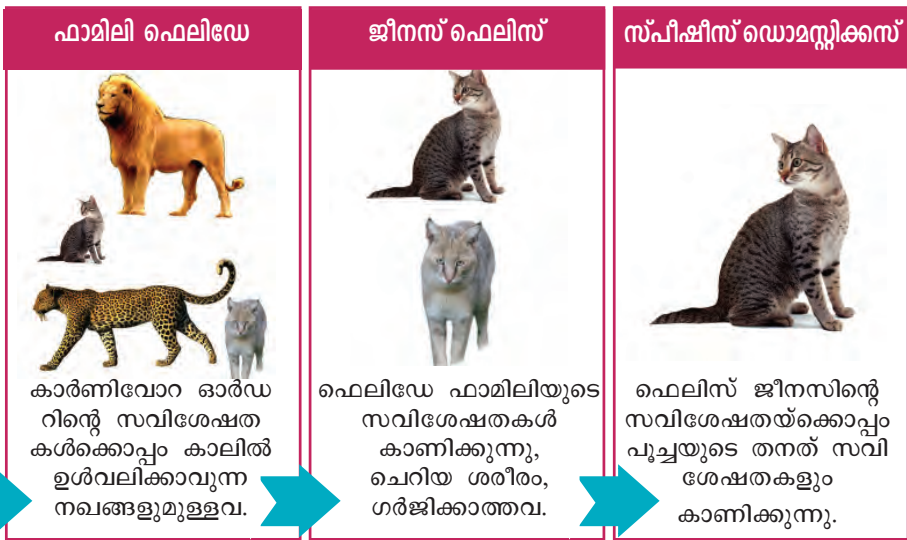 ഫാമിലി ഫെലിഡേ
കാർണിവോറ ഓർഡ
റിന്റെ സവിശേഷത
കൾക്കൊപ്പം കാലിൽ
ഉൾവലിക്കാവുന്ന
നഖങ്ങളുമുള്ളവ.
ജീനസ് ഫെലിസ്
ഫെലിഡേ ഫാമിലിയുടെ
സവിശേഷതകൾ
കാണിക്കുന്നു,
ചെറിയ ശരീരം,
ഗർജിക്കാത്തവ.
സ്പീഷീസ് ഡൊമസ്റ്റിക്കസ്
ഫെലിസ് ജീനസിന്റെ
സവിശേഷതയ്ക്കൊപ്പം
പൂച്ചയുടെ തനത് സവി
ശേഷതകളും
കാണിക്കുന്നു.